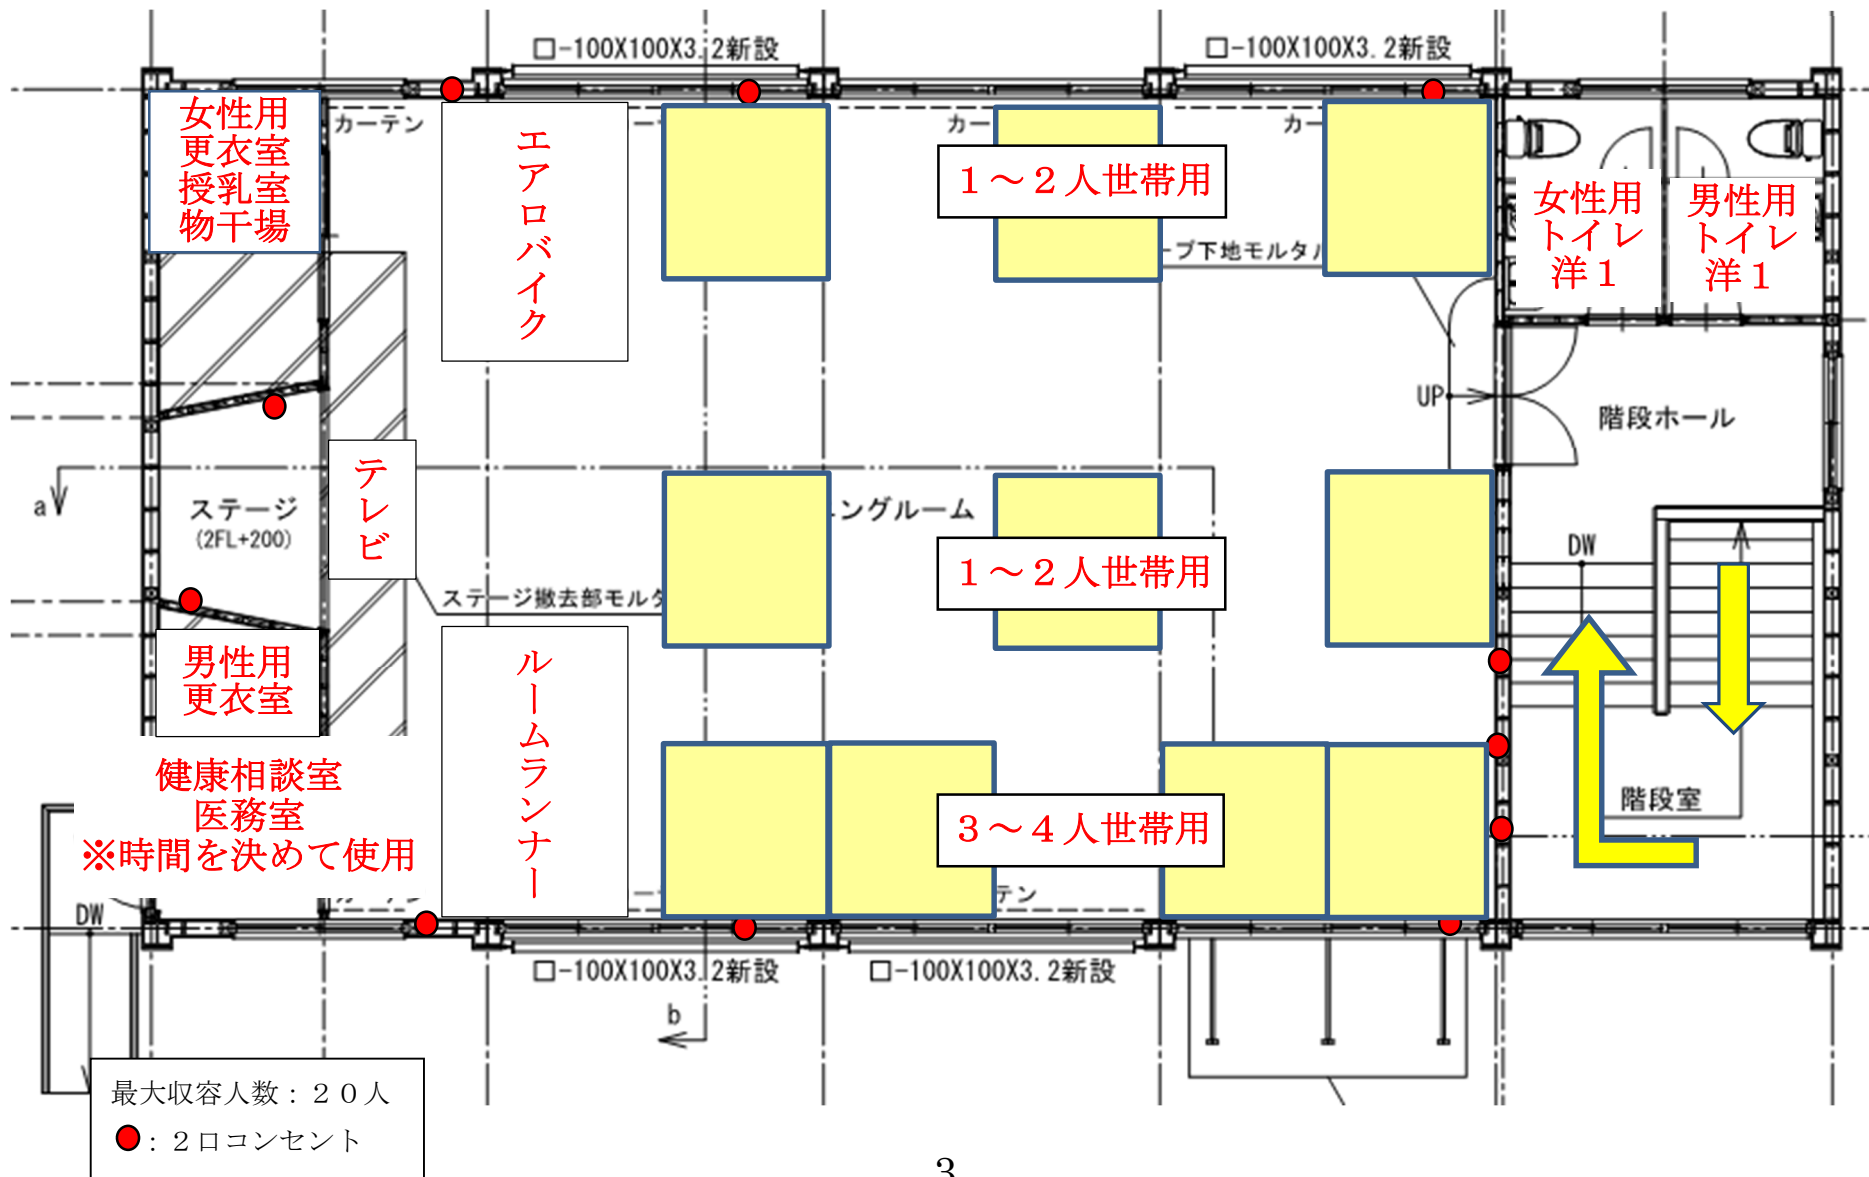 □-100X100X3.2新設
□-100X100X3.2新設
女性用
更衣室
授乳室
物干場
カーテン
エアロバイク
カー
カー
1～2人世帯用
女性用
トイレ
洋1
男性用
トイレ
洋1
ープ下地モルタル
UP
階段ホール
a
ステージ
(2FL+200)
テレビ
ングルーム
1～2人世帯用
DW
ステージ撤去部モルタ
男性用
更衣室
ルームランナー
健康相談室
医務室
※時間を決めて使用
3～4人世帯用
階段室
テン
DW
□-100X100X3.2新設
□-100X100X3.2新設
b
最大収容人数：20人
：2口コンセント
3